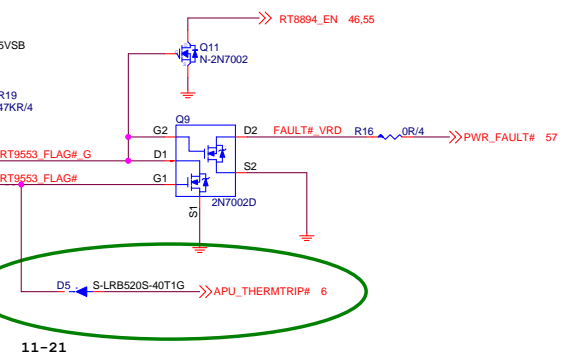 RT8894_EN 46,55
5VSB
Q11
N-2N7002
R19
47KR/4
Q9
G2
D2
FAULT#_VRD
R16
0R/4
PWR_FAULT# 57
RT9553_FLAG#_G
D1
S2
RT9553_FLAG#
G1
2N7002D
S1
D5
S-LRB520S-40T1G
APU_THERMTRIP# 6
11-21